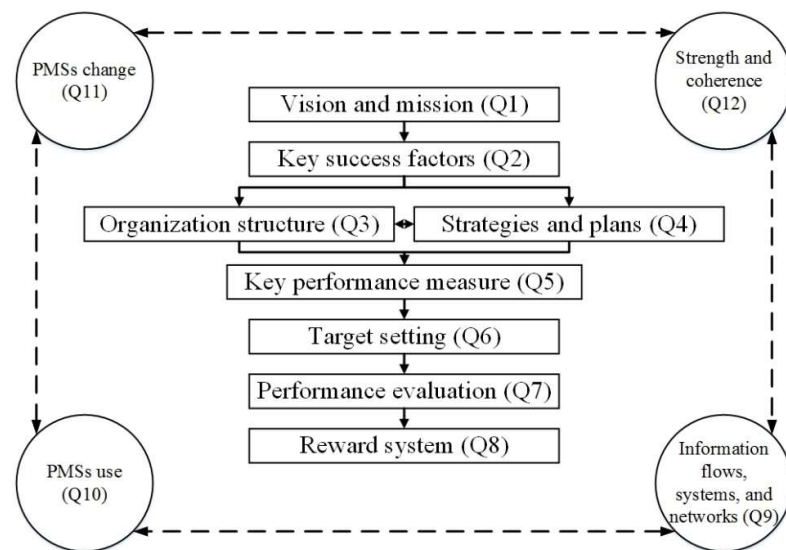 PMSs change
(Q11)
Strength and
coherence
(Q12)
Vision and mission (Q1)
Key success factors (Q2)
Organization structure (Q3)
Strategies and plans (Q4)
Key performance measure (Q5)
Target setting (Q6)
Performance evaluation (Q7)
Reward system (Q8)
PMSs use
(Q10)
Information
flows,
systems, and
networks (Q9)